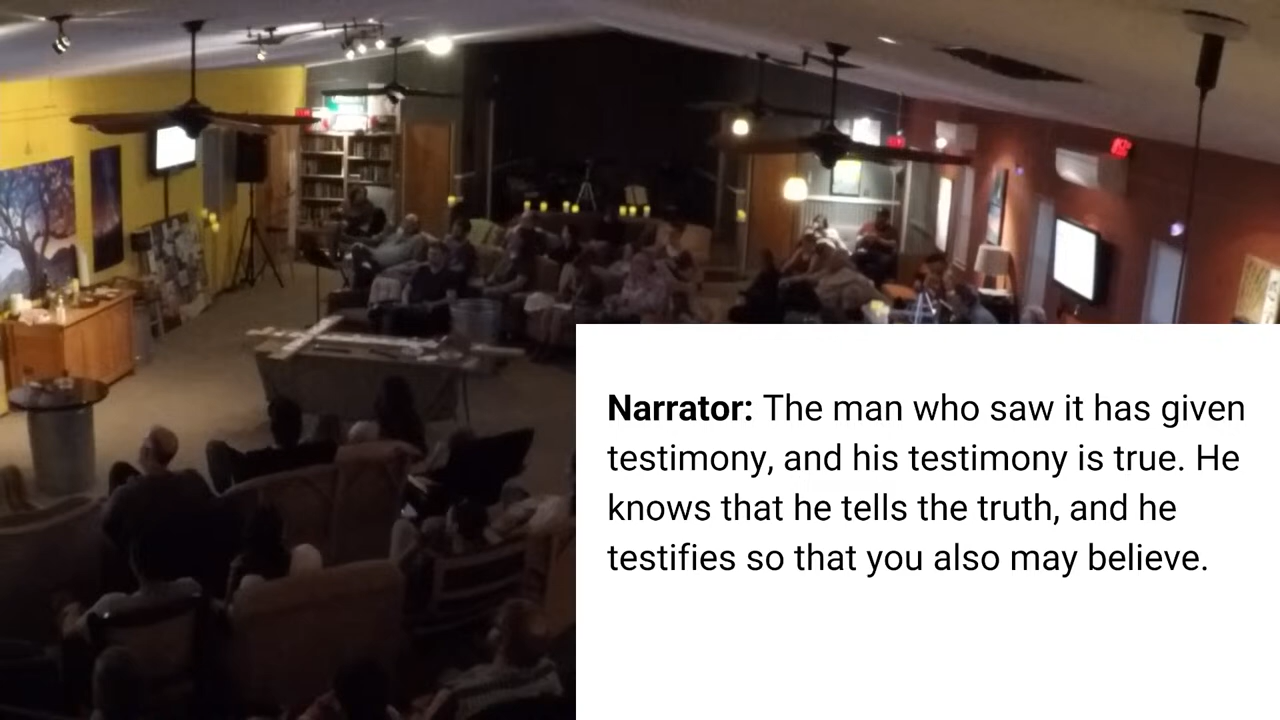 Narrator: The man who saw it has given
testimony, and his testimony is true. He
knows that he tells the truth, and he
testifies so that you also may believe.